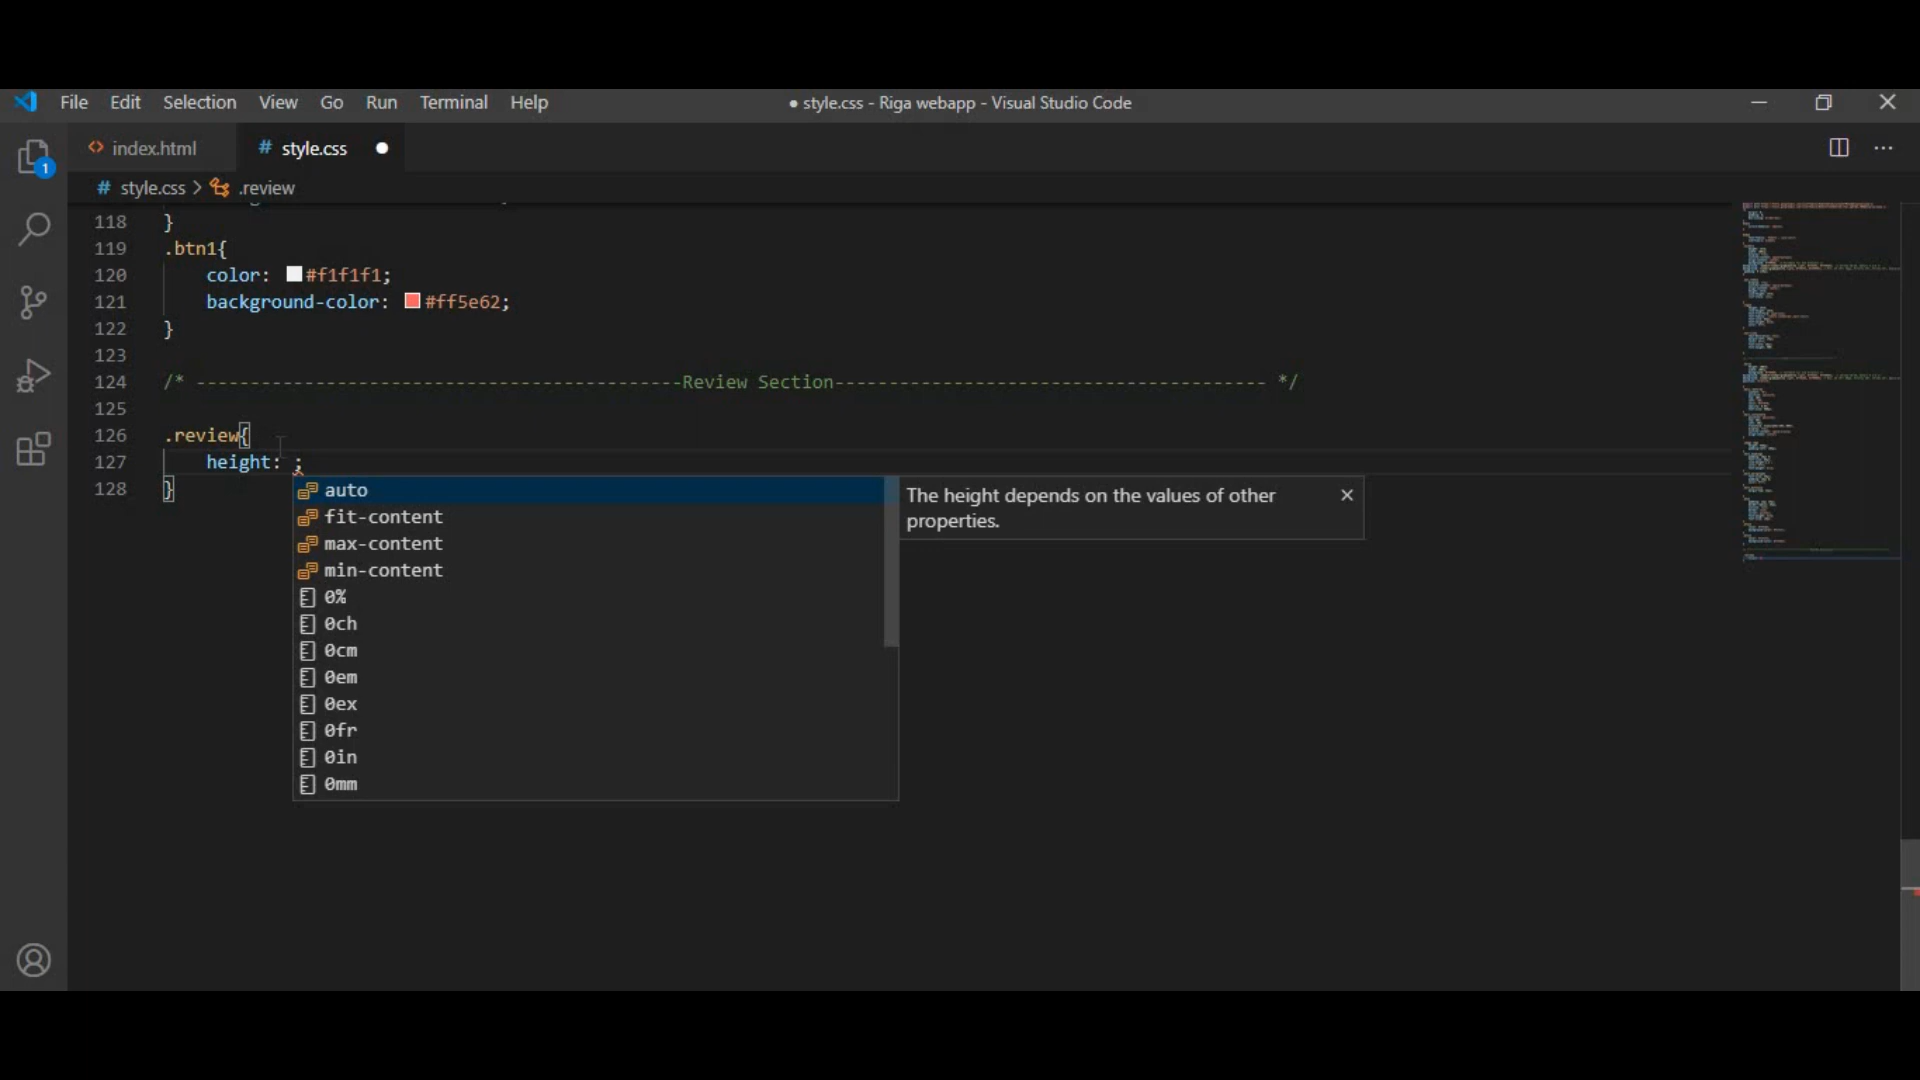 File Edit Selection View Go Run Terminal Help
● style.css - Riga webapp - Visual Studio Code
1
<> index.html
# style.css ●
# style.css > .review
118 }
119 .btn1{
120 color: #f1f1f1;
121 background-color: #ff5e62;
122 }
123
124 /* ---------------------------------------------Review Section---------------------------------------- */
125
126 .review{
127 height: ;
128 }
auto
fit-content
max-content
min-content
0%
0ch
0cm
0em
0ex
0fr
0in
0mm
The height depends on the values of other
properties.